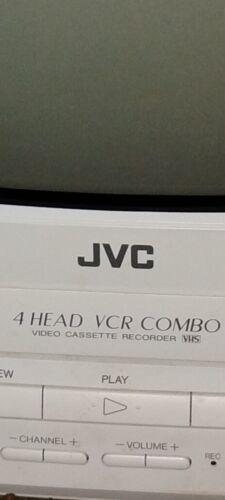 JVC
4 HEAD VCR COMBO
VIDEO CASSETTE RECORDER VHS
EW PLAY
− CHANNEL + − VOLUME + REC